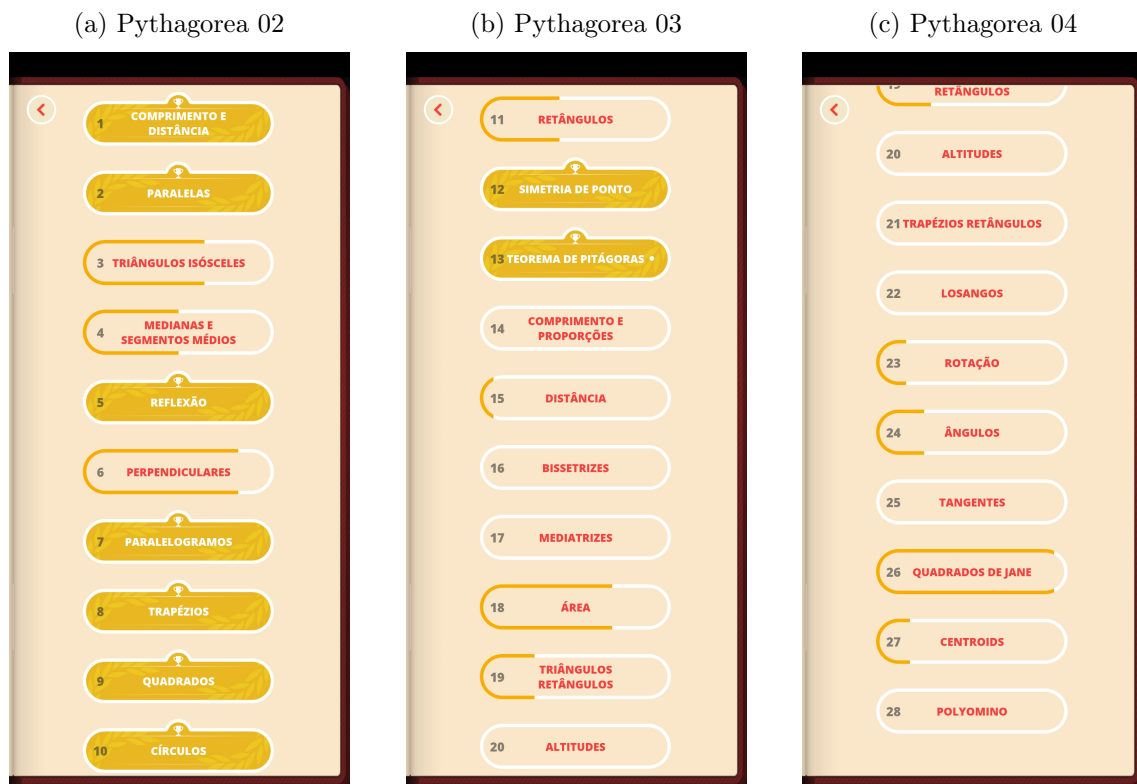 (a) Pythagorea 02
1 COMPRIMENTO E
DISTÂNCIA
2 PARALELAS
3 TRIÂNGULOS ISÓSCELES
4 MEDIANAS E
SEGMENTOS MÉDIOS
5 REFLEXÃO
6 PERPENDICULARES
7 PARALELOGRAMOS
8 TRAPÉZIOS
9 QUADRADOS
10 CÍRCULOS
(b) Pythagorea 03
11 RETÂNGULOS
12 SIMETRIA DE PONTO
13 TEOREMA DE PITÁGORAS •
14 COMPRIMENTO E
PROPORÇÕES
15 DISTÂNCIA
16 BISSETRIZES
17 MEDIATRIZES
18 ÁREA
19 TRIÂNGULOS
RETÂNGULOS
20 ALTITUDES
(c) Pythagorea 04
RETÂNGULOS
20 ALTITUDES
21 TRAPÉZIOS RETÂNGULOS
22 LOSANGOS
23 ROTAÇÃO
24 ÂNGULOS
25 TANGENTES
26 QUADRADOS DE JANE
27 CENTROIDS
28 POLYOMINO